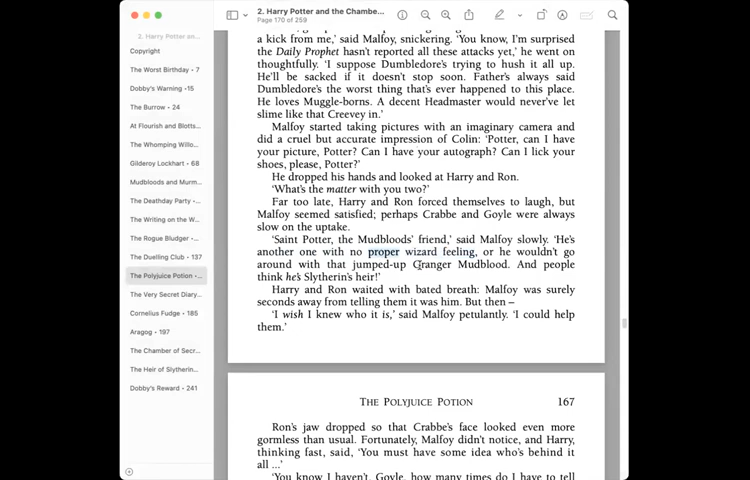 2. Harry Potter and the Chambe...
Page 170 of 259
2. Harry Potter an...
Copyright
The Worst Birthday • 7
Dobby's Warning •15
The Burrow • 24
At Flourish and Blotts...
The Whomping Willo...
Gilderoy Lockhart • 68
Mudbloods and Murm...
The Deathday Party •...
The Writing on the W...
The Rogue Bludger •...
The Duelling Club • 137
The Polyjuice Potion •...
The Very Secret Diary...
Cornelius Fudge • 185
Aragog • 197
The Chamber of Secr...
The Heir of Slytherin...
Dobby's Reward • 241
a kick from me,' said Malfoy, snickering. 'You know, I'm surprised
the Daily Prophet hasn't reported all these attacks yet,' he went on
thoughtfully. 'I suppose Dumbledore's trying to hush it all up.
He'll be sacked if it doesn't stop soon. Father's always said
Dumbledore's the worst thing that's ever happened to this place.
He loves Muggle-borns. A decent Headmaster would never've let
slime like that Creevey in.'
Malfoy started taking pictures with an imaginary camera and
did a cruel but accurate impression of Colin: 'Potter, can I have
your picture, Potter? Can I have your autograph? Can I lick your
shoes, please, Potter?'
He dropped his hands and looked at Harry and Ron.
'What's the matter with you two?'
Far too late, Harry and Ron forced themselves to laugh, but
Malfoy seemed satisfied; perhaps Crabbe and Goyle were always
slow on the uptake.
'Saint Potter, the Mudbloods' friend,' said Malfoy slowly. 'He's
another one with no proper wizard feeling, or he wouldn't go
around with that jumped-up Granger Mudblood. And people
think he's Slytherin's heir!'
Harry and Ron waited with bated breath: Malfoy was surely
seconds away from telling them it was him. But then –
'I wish I knew who it is,' said Malfoy petulantly. 'I could help
them.'
THE POLYJUICE POTION 167
Ron's jaw dropped so that Crabbe's face looked even more
gormless than usual. Fortunately, Malfoy didn't notice, and Harry,
thinking fast, said, 'You must have some idea who's behind it
all ...'
'You know I haven't, Goyle, how many times do I have to tell